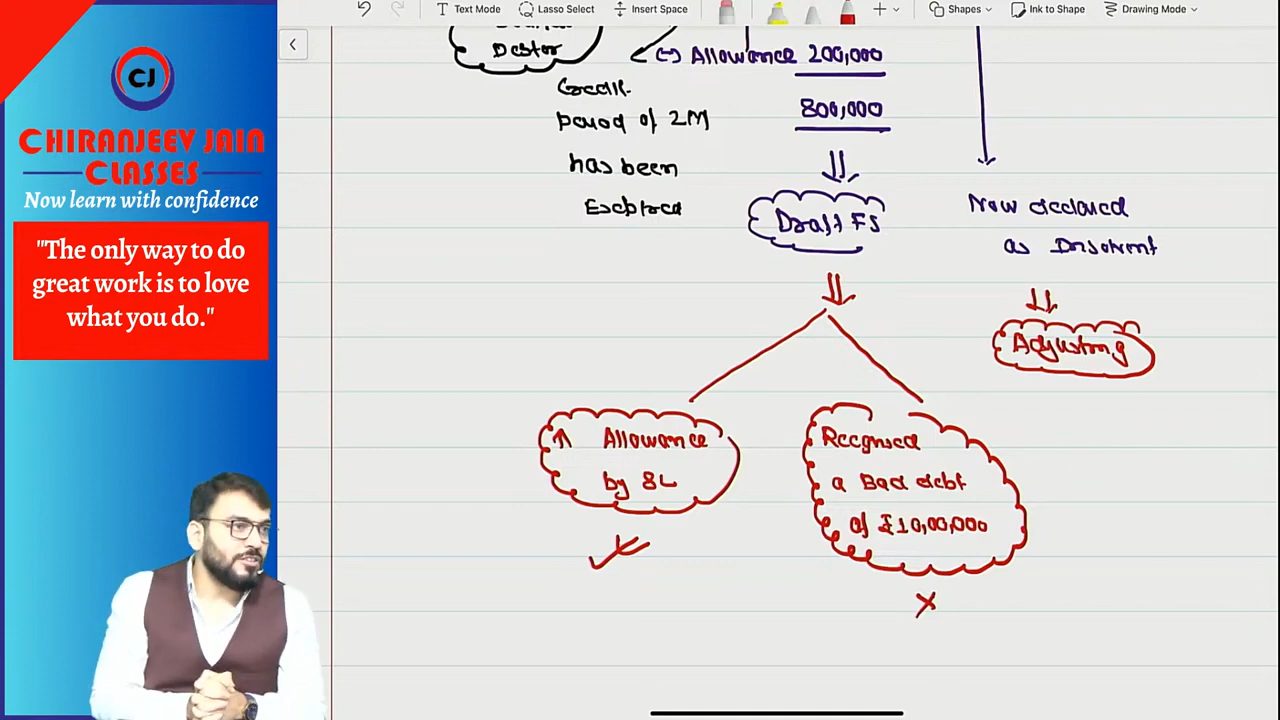 Text Mode
Lasso Select
Insert Space
Shapes
Ink to Shape
Drawing Mode
CJ
CHIRANJEEV JAIN
CLASSES
Now learn with confidence
"The only way to do
great work is to love
what you do."
(-) Allowance 200,000
800,000
Credit
period of 2M
has been
Draft FS
Now declared
as Insolvent
Adjusting
↑ Allowance
by 8L
Recgnised
a Bad debt
of ₹10,00,000